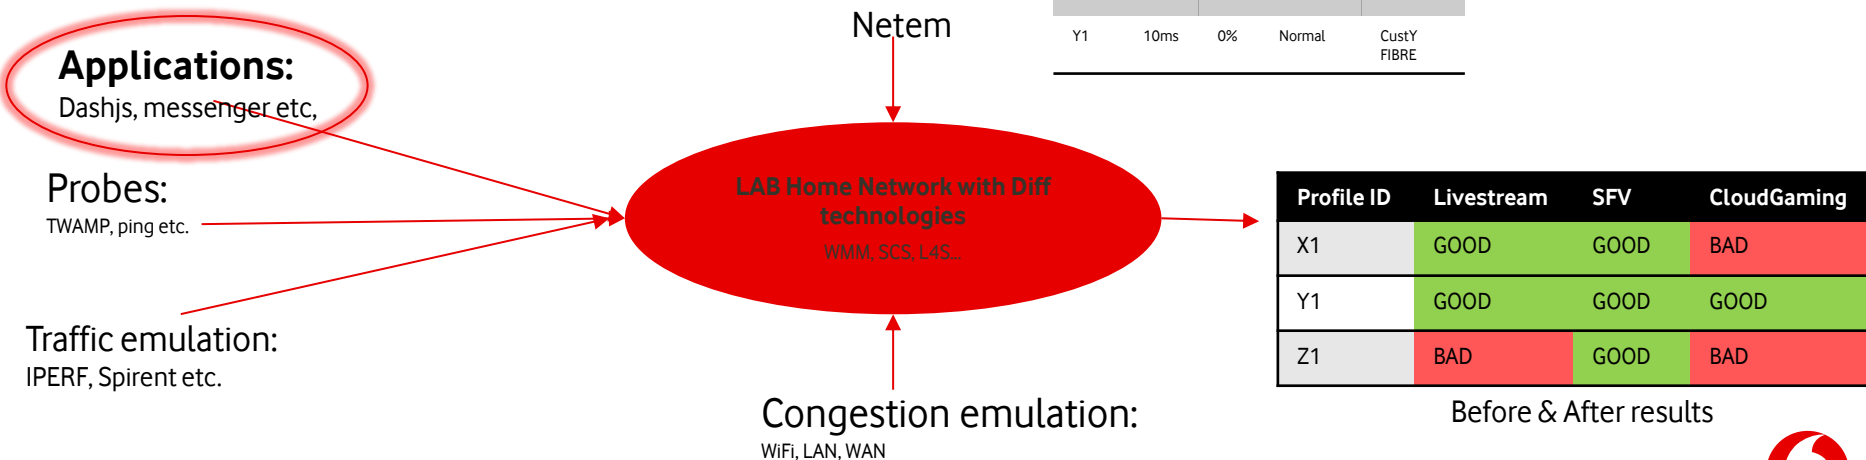 Netem
Y1 10ms 0% Normal CustY
FIBRE
Applications:
Dashjs, messenger etc,
Probes:
TWAMP, ping etc.
Traffic emulation:
IPERF, Spirent etc.
LAB Home Network with Diff
technologies
WMM, SCS, L4S...
Congestion emulation:
WiFi, LAN, WAN
Profile ID Livestream SFV CloudGaming
X1 GOOD GOOD BAD
Y1 GOOD GOOD GOOD
Z1 BAD GOOD BAD
Before & After results